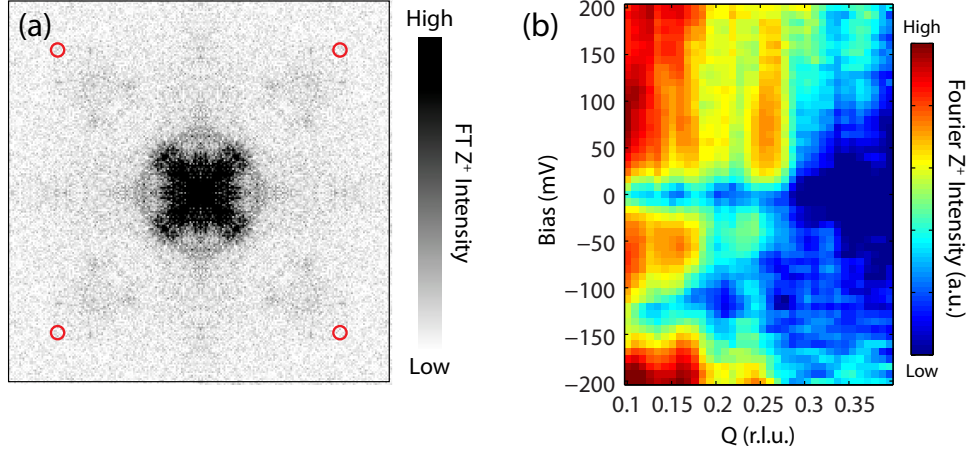 (a)
High
FT Z⁺ Intensity
Low
(b)
Bias (mV)
200
150
100
50
0
−50
−100
−150
−200
0.1 0.15 0.2 0.25 0.3 0.35
Q (r.l.u.)
High
Fourier Z⁺ Intensity (a.u.)
Low